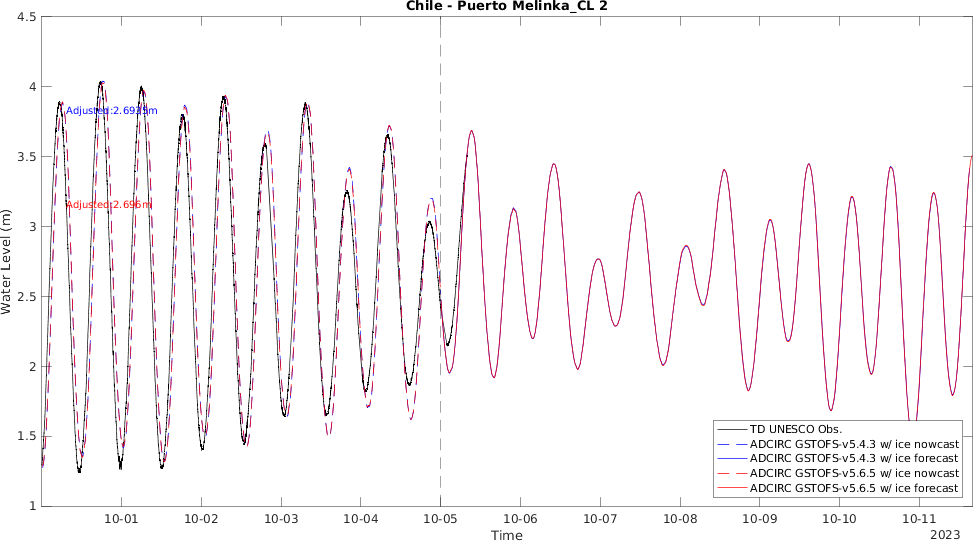 Chile - Puerto Melinka_CL 2
4.5
4
3.5
3
2.5
2
1.5
1
Water Level (m)
Adjusted:2.696m
10-01
10-02
10-03
10-04
10-05
10-06
10-07
10-08
10-09
10-10
10-11
2023
Time
TD UNESCO Obs.
ADCIRC GSTOFS-v5.4.3 w/ ice nowcast
ADCIRC GSTOFS-v5.4.3 w/ ice forecast
ADCIRC GSTOFS-v5.6.5 w/ ice nowcast
ADCIRC GSTOFS-v5.6.5 w/ ice forecast